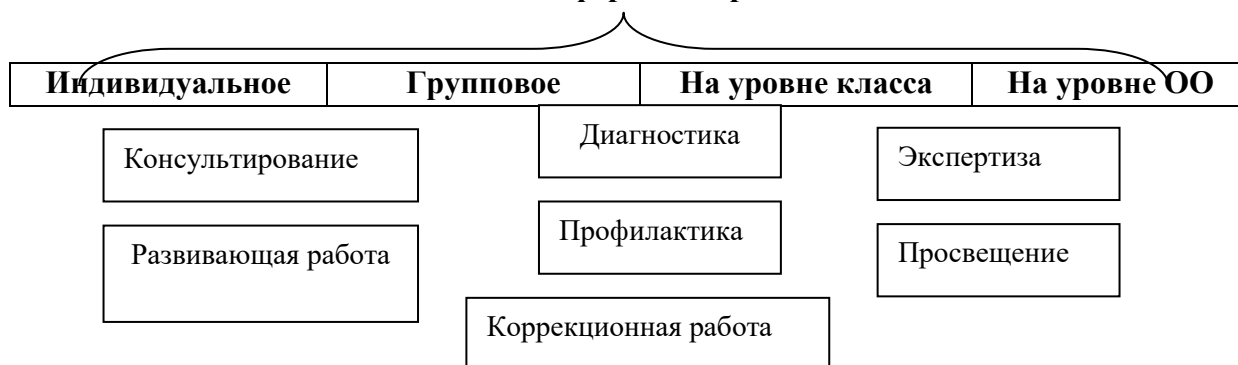 Индивидуальное Групповое На уровне класса На уровне ОО
Диагностика
Консультирование
Экспертиза
Профилактика
Развивающая работа
Просвещение
Коррекционная работа